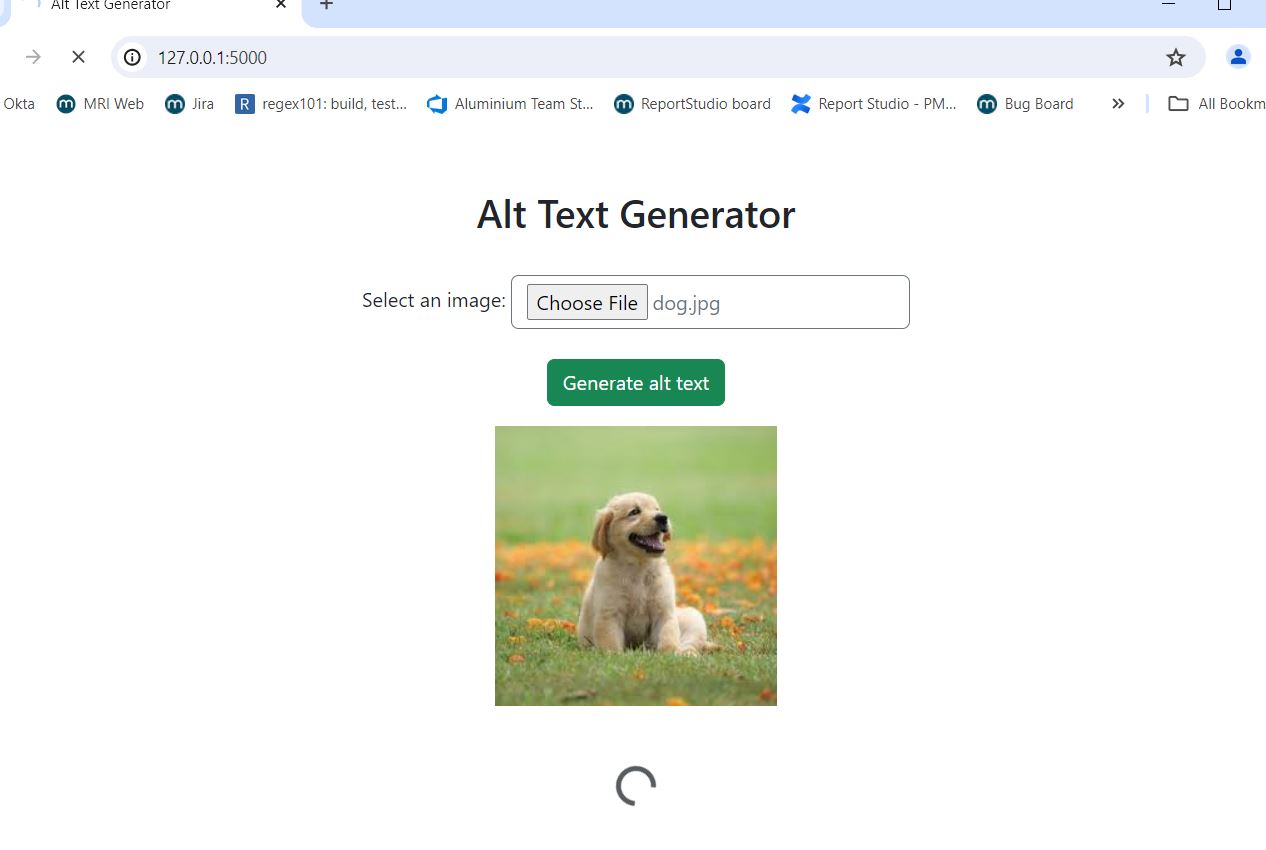 Alt Text Generator
127.0.0.1:5000
Okta MRI Web Jira R regex101: build, test... Aluminium Team St... ReportStudio board Report Studio - PM... Bug Board » All Bookm
Alt Text Generator
Select an image: Choose File dog.jpg
Generate alt text